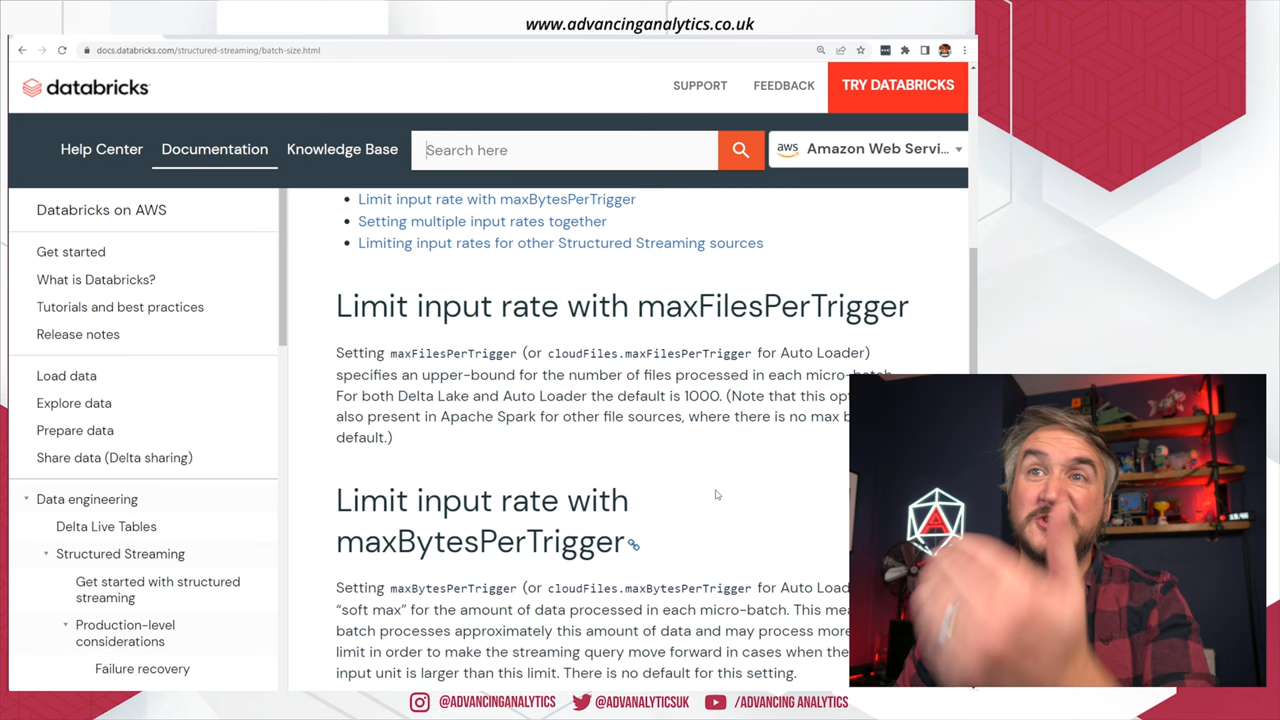 www.advancinganalytics.co.uk
docs.databricks.com/structured-streaming/batch-size.html
databricks
SUPPORT
FEEDBACK
TRY DATABRICKS
Help Center
Documentation
Knowledge Base
Search here
aws
Amazon Web Servi...
Databricks on AWS
Get started
What is Databricks?
Tutorials and best practices
Release notes
Load data
Explore data
Prepare data
Share data (Delta sharing)
Data engineering
Delta Live Tables
Structured Streaming
Get started with structured
streaming
Production-level
considerations
Failure recovery
Limit input rate with maxBytesPerTrigger
Setting multiple input rates together
Limiting input rates for other Structured Streaming sources
Limit input rate with maxFilesPerTrigger
Setting maxFilesPerTrigger (or cloudFiles.maxFilesPerTrigger for Auto Loader)
specifies an upper-bound for the number of files processed in each micro-batch.
For both Delta Lake and Auto Loader the default is 1000. (Note that this opt
also present in Apache Spark for other file sources, where there is no max b
default.)
Limit input rate with
maxBytesPerTrigger
Setting maxBytesPerTrigger (or cloudFiles.maxBytesPerTrigger for Auto Load
“soft max” for the amount of data processed in each micro-batch. This mea
batch processes approximately this amount of data and may process more
limit in order to make the streaming query move forward in cases when the
input unit is larger than this limit. There is no default for this setting.
A
@ADVANCINGANALYTICS
@ADVANALYTICSUK
/ADVANCING ANALYTICS